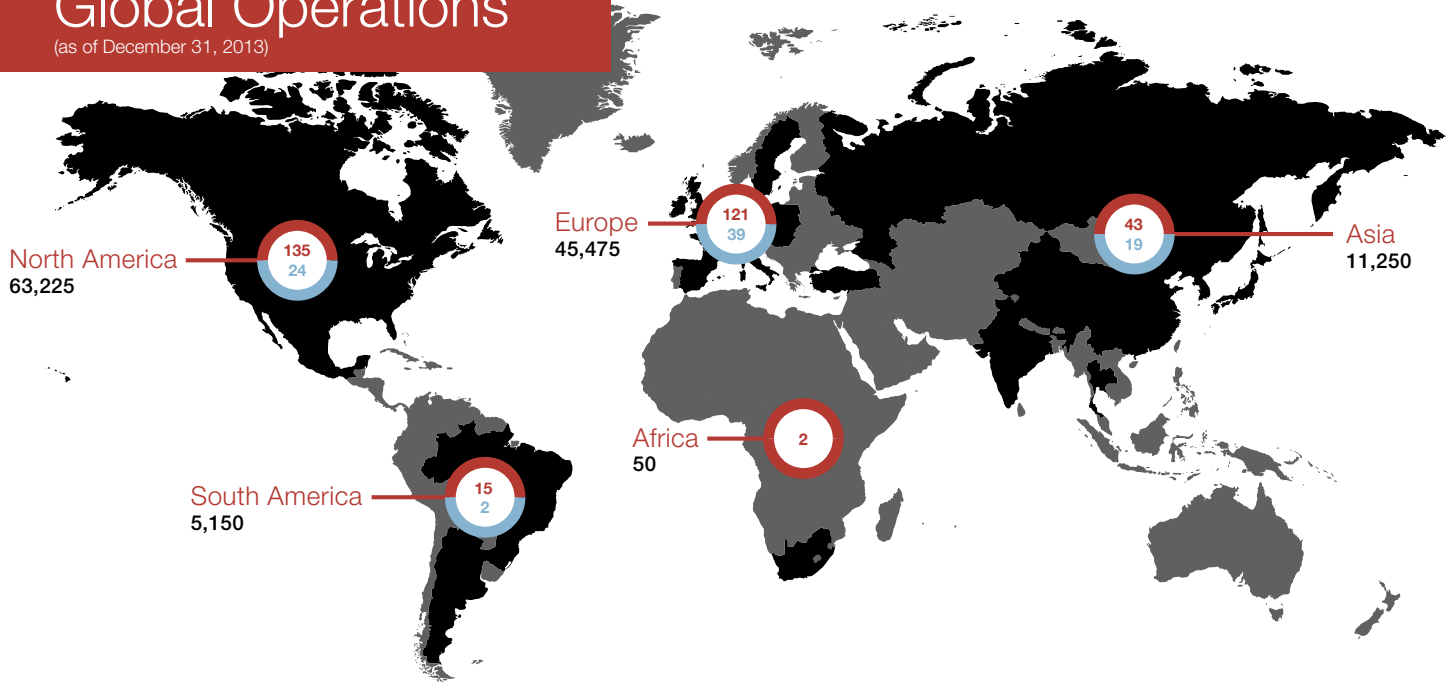 Global Operations
(as of December 31, 2013)
North America
63,225
135
24
Europe
45,475
121
39
43
19
Asia
11,250
Africa
50
2
South America
5,150
15
2